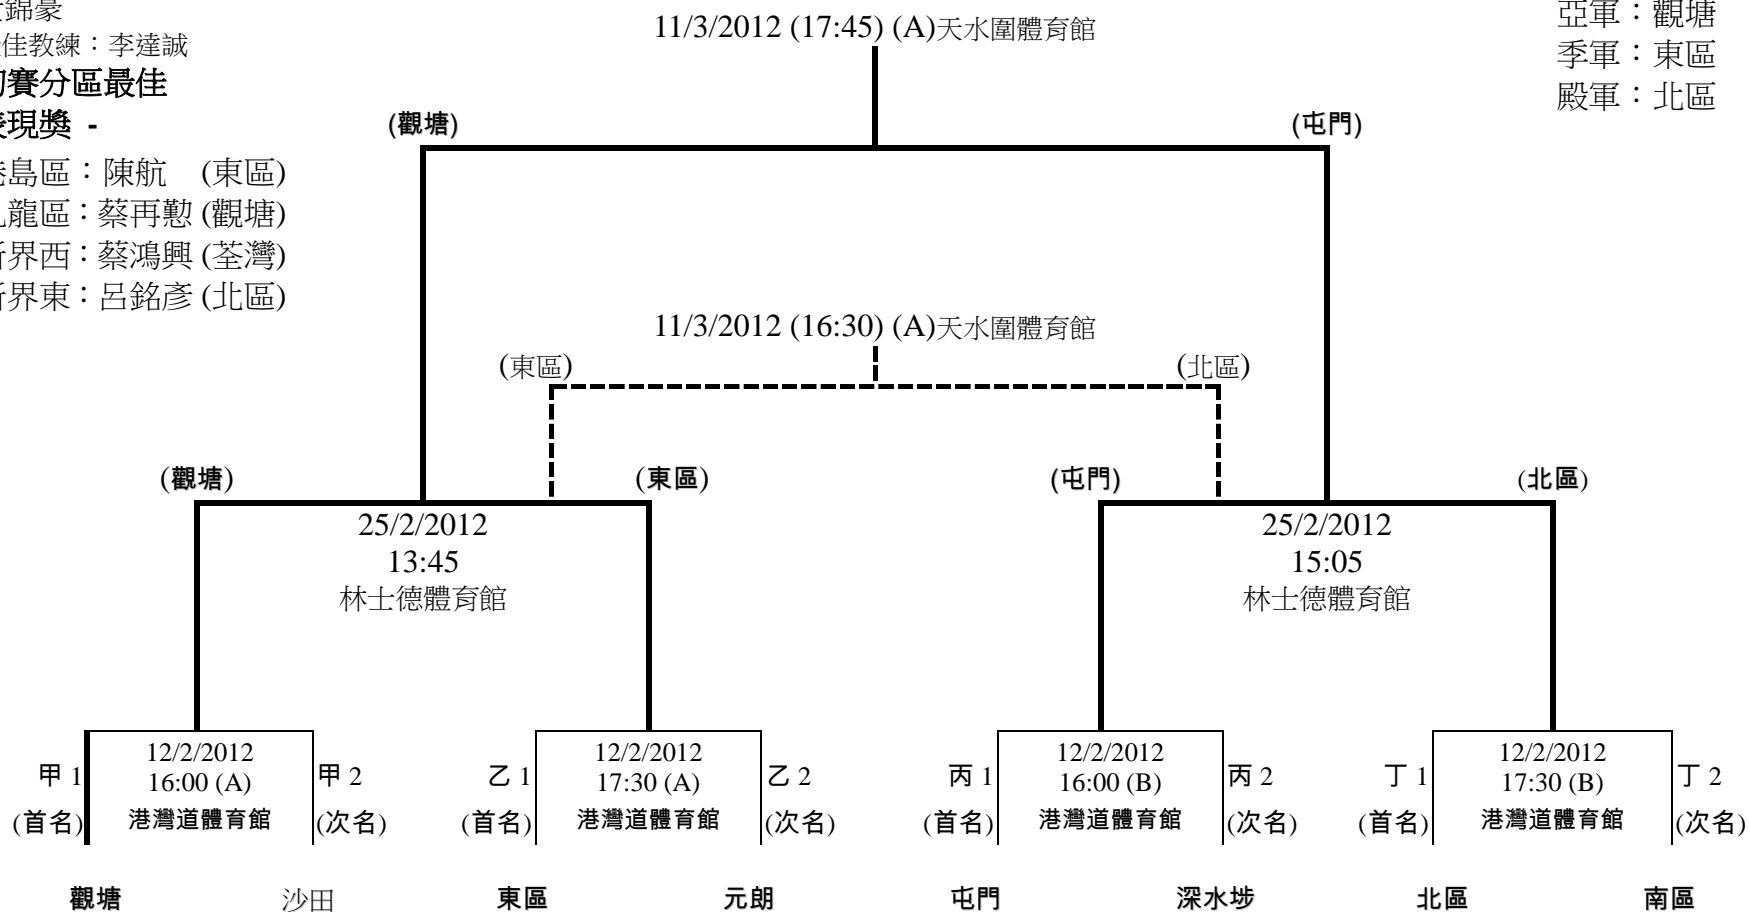 錦豪
佳教練：李達誠
賽分區最佳
現獎 -
島區：陳航 (東區)
龍區：蔡再懃 (觀塘)
界西：蔡鴻興 (荃灣)
界東：呂銘彥 (北區)
亞軍：觀塘
季軍：東區
殿軍：北區
11/3/2012 (17:45) (A)天水圍體育館
(觀塘)
(屯門)
11/3/2012 (16:30) (A)天水圍體育館
(東區)
(北區)
(觀塘)
(東區)
(屯門)
(北區)
25/2/2012
13:45
林士德體育館
25/2/2012
15:05
林士德體育館
甲 1
(首名)
12/2/2012
16:00 (A)
港灣道體育館
甲 2
(次名)
乙 1
(首名)
12/2/2012
17:30 (A)
港灣道體育館
乙 2
(次名)
丙 1
(首名)
12/2/2012
16:00 (B)
港灣道體育館
丙 2
(次名)
丁 1
(首名)
12/2/2012
17:30 (B)
港灣道體育館
丁 2
(次名)
觀塘 沙田 東區 元朗 屯門 深水埗 北區 南區